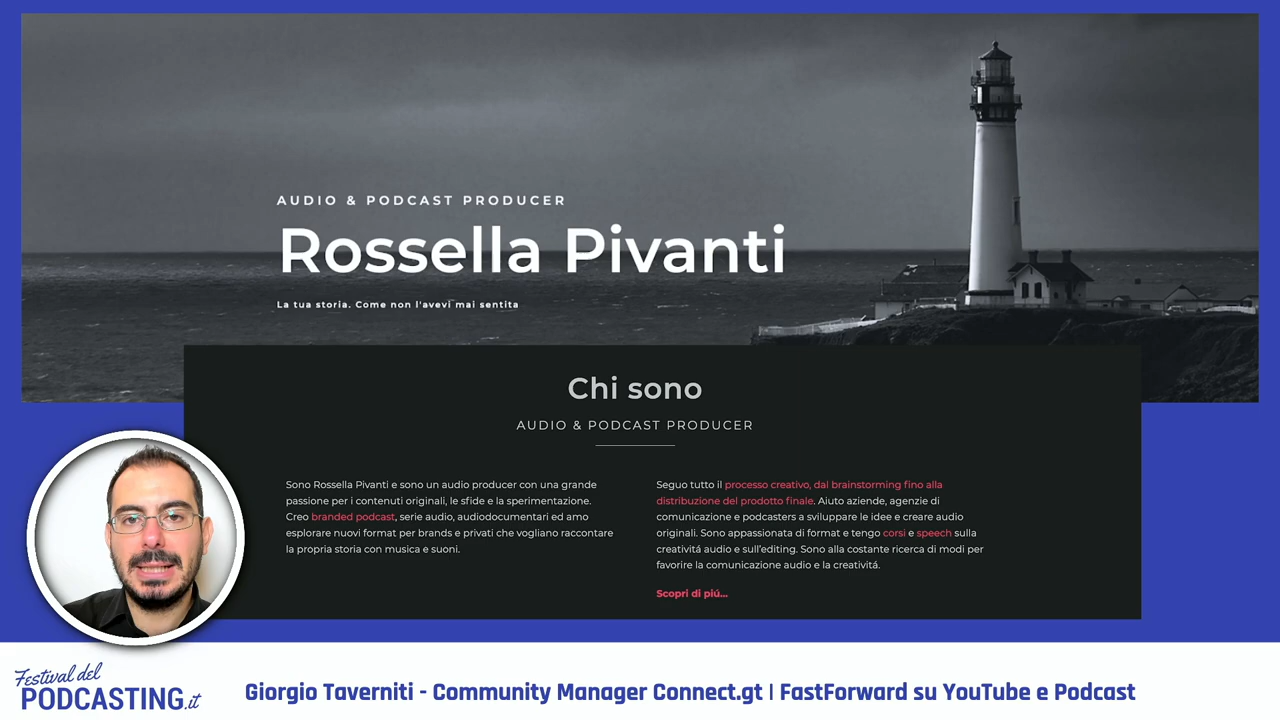 AUDIO & PODCAST PRODUCER
Rossella Pivanti
La tua storia. Come non l'avevi mai sentita
Chi sono
AUDIO & PODCAST PRODUCER
Sono Rossella Pivanti e sono un audio producer con una grande
passione per i contenuti originali, le sfide e la sperimentazione.
Creo branded podcast, serie audio, audiodocumentari ed amo
esplorare nuovi format per brands e privati che vogliano raccontare
la propria storia con musica e suoni.
Seguo tutto il processo creativo, dal brainstorming fino alla
distribuzione del prodotto finale. Aiuto aziende, agenzie di
comunicazione e podcasters a sviluppare le idee e creare audio
originali. Sono appassionata di format e tengo corsi e speech sulla
creativitá audio e sull'editing. Sono alla costante ricerca di modi per
favorire la comunicazione audio e la creativitá.
Scopri di piú...
Festival del
PODCASTING.it
Giorgio Taverniti - Community Manager Connect.gt | FastForward su YouTube e Podcast